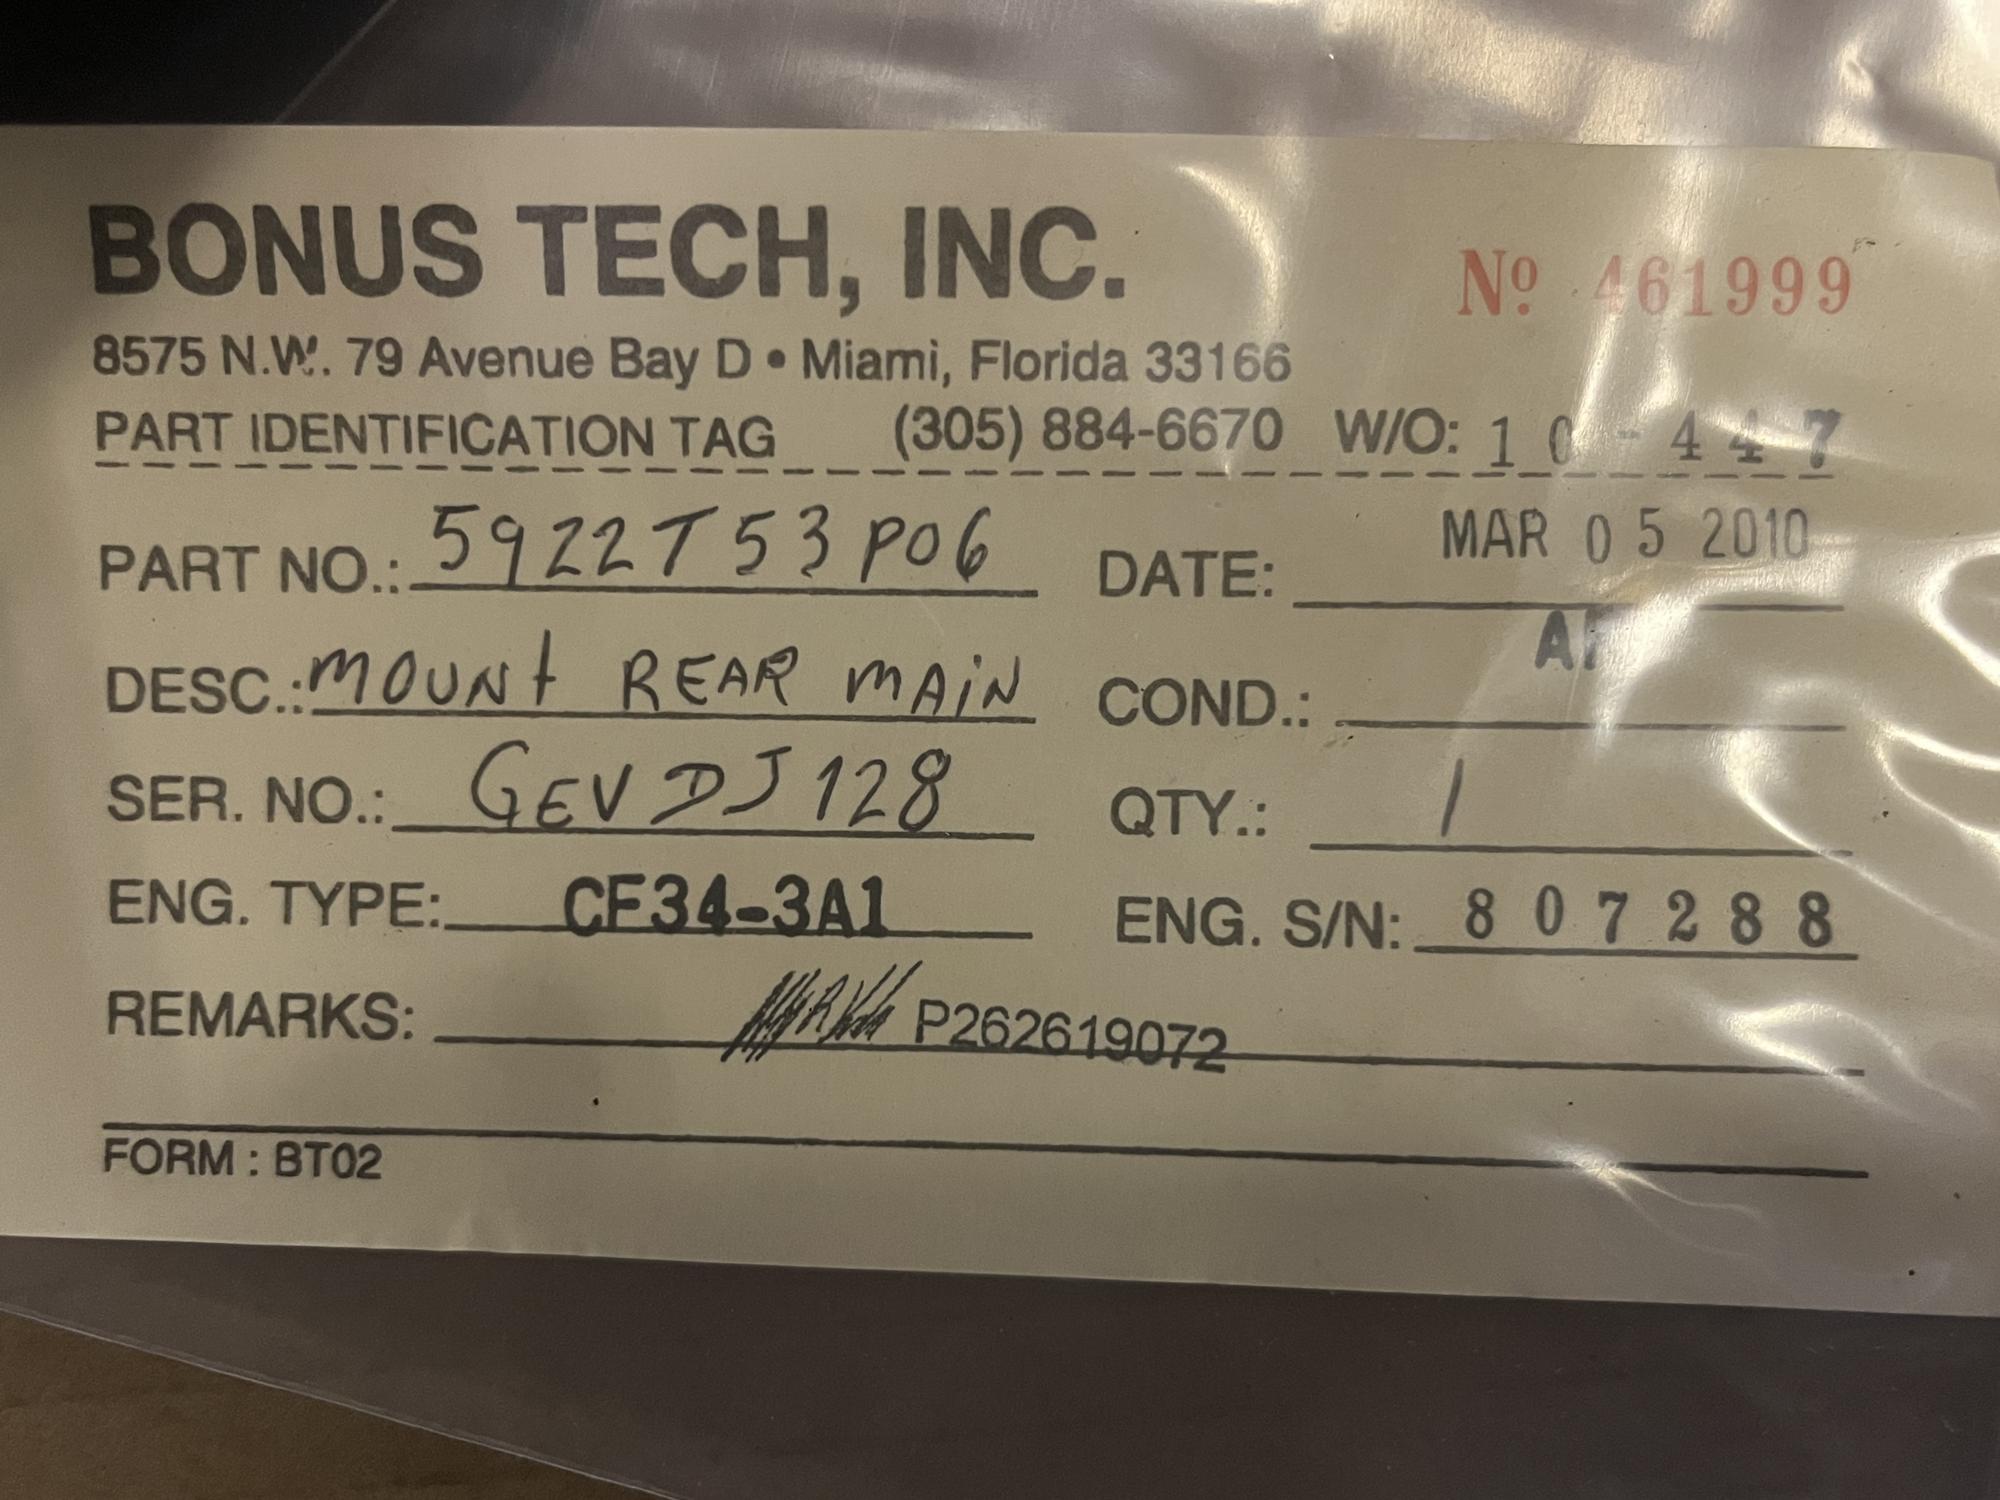 BONUS TECH, INC.
Nº 461999
8575 N.W. 79 Avenue Bay D • Miami, Florida 33166
PART IDENTIFICATION TAG (305) 884-6670 W/O: 10-447
PART NO.: 5922T53P06 DATE: MAR 05 2010
DESC.: MOUNt REAR MAiN COND.:
SER. NO.: GEVDJ128 QTY.: 1
ENG. TYPE: CF34-3A1 ENG. S/N: 807288
REMARKS: P262619072
FORM : BT02